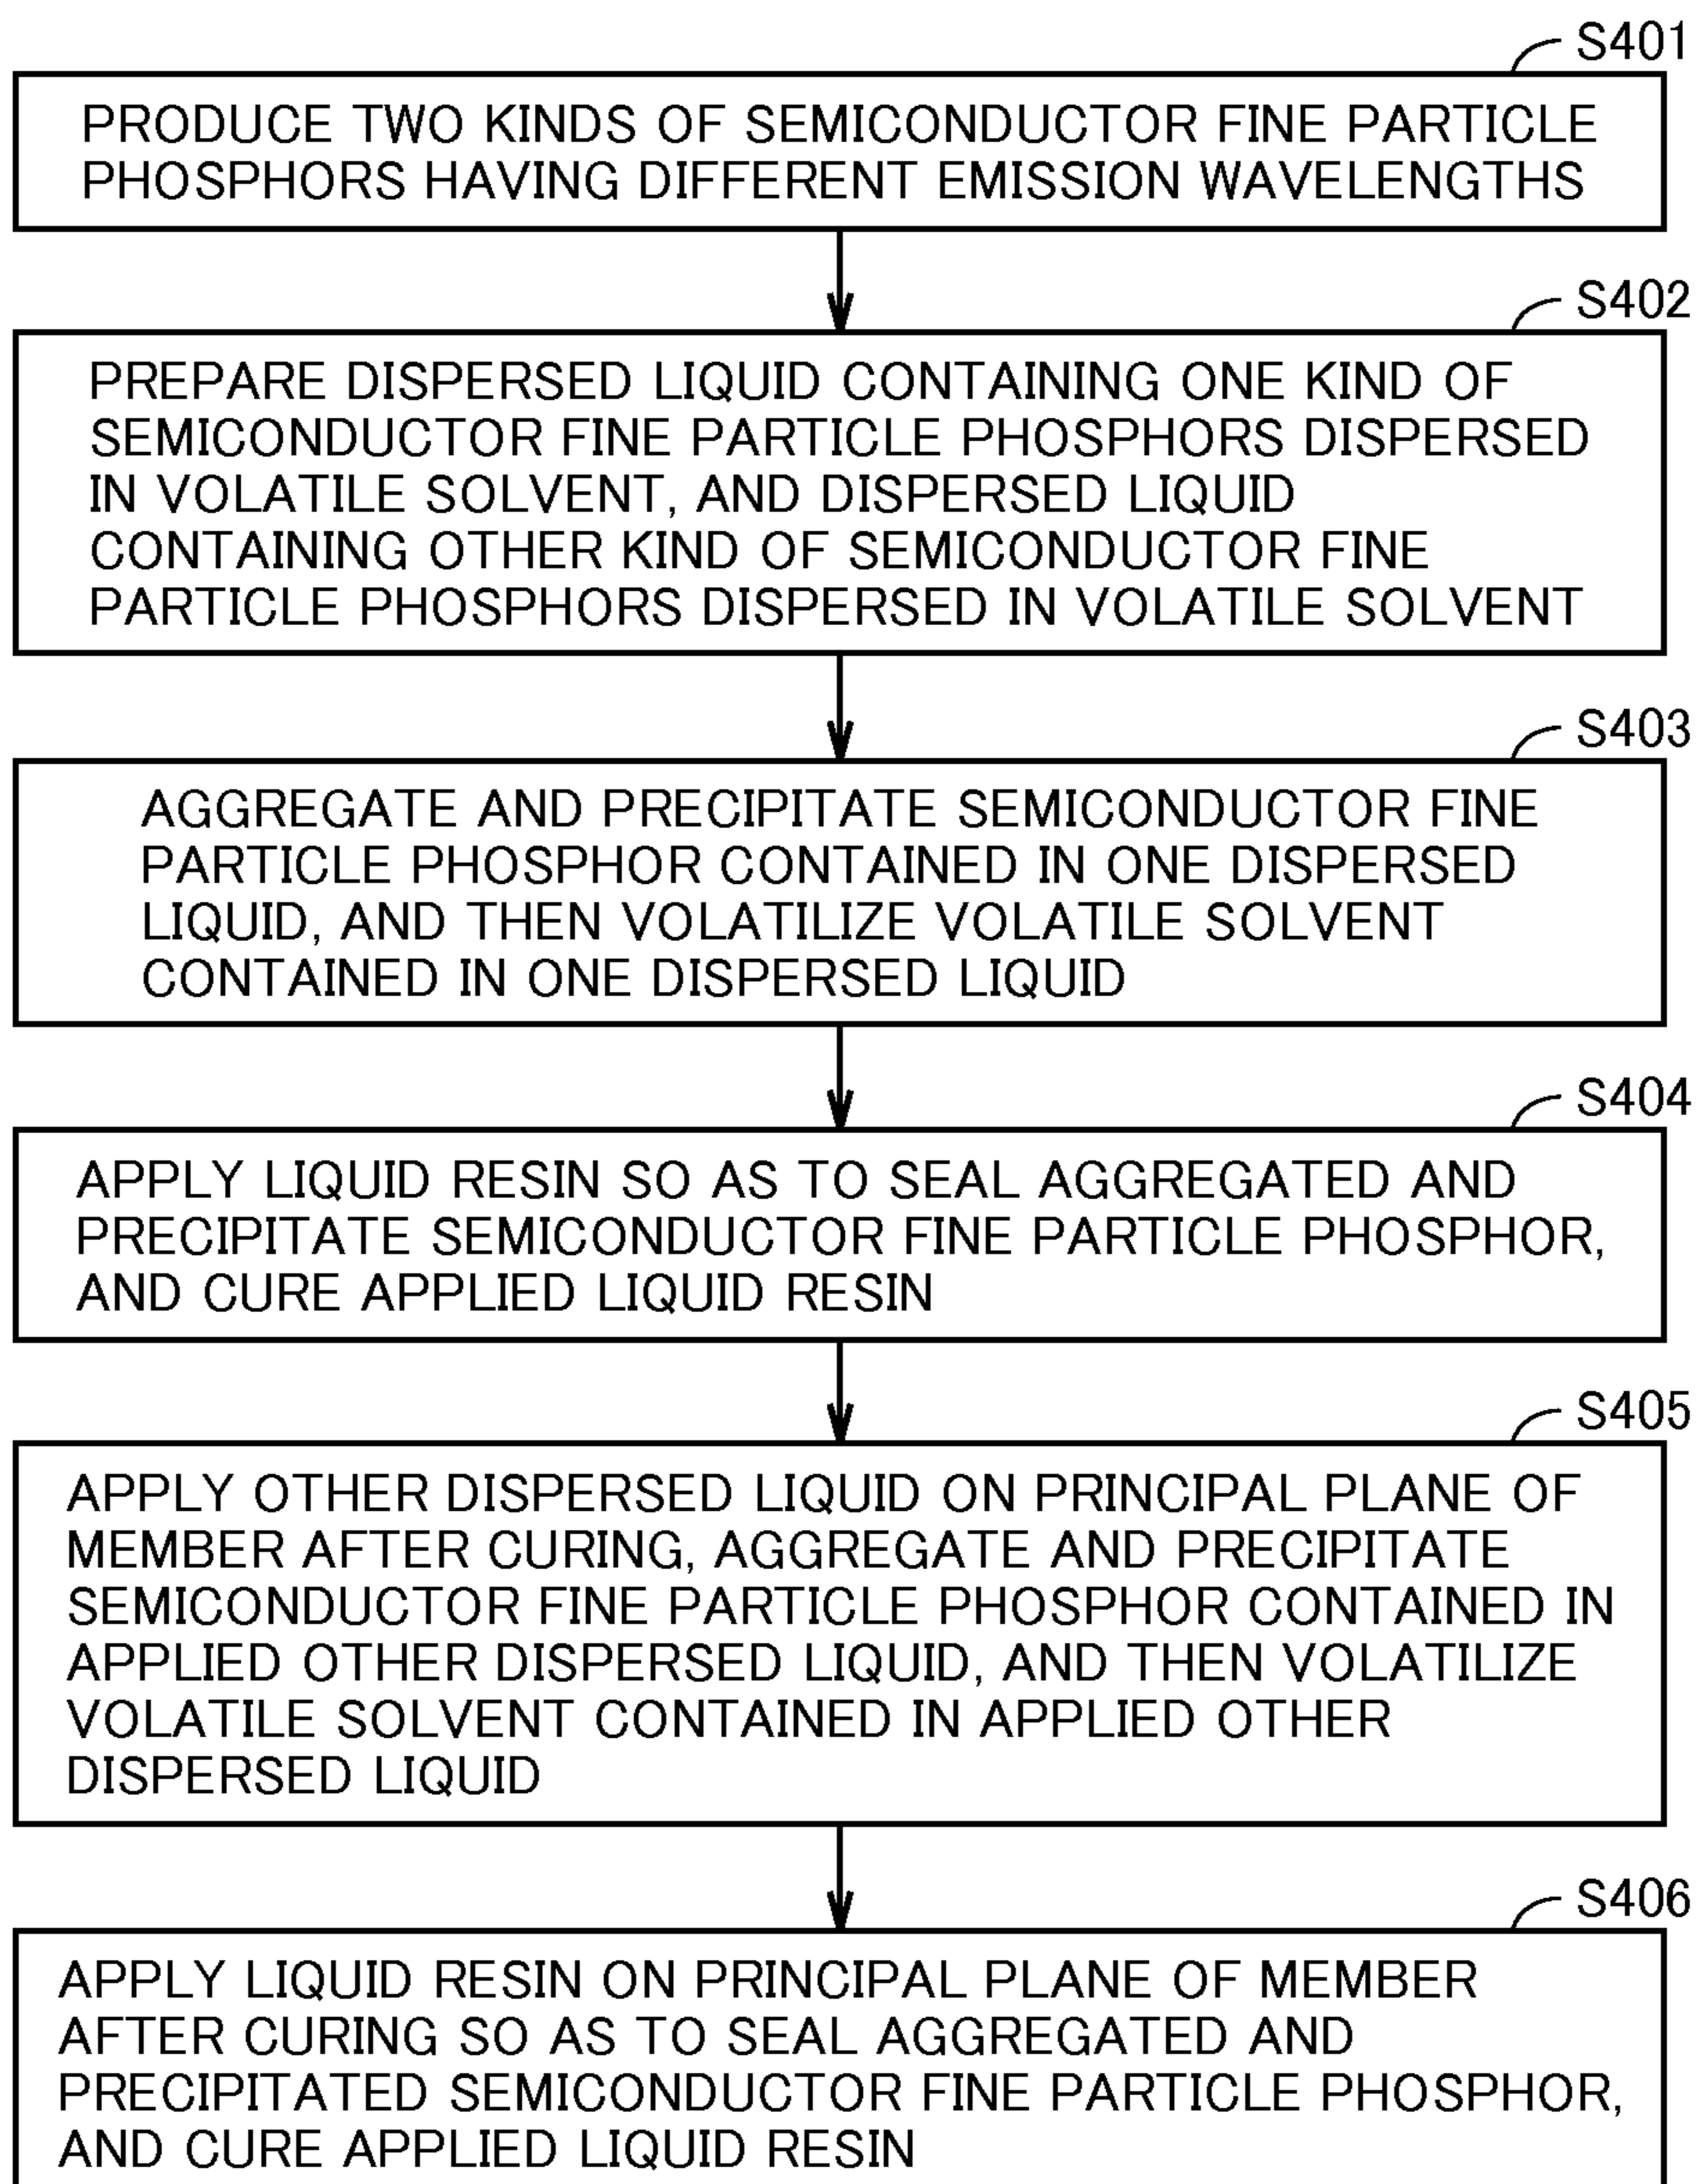 S401
PRODUCE TWO KINDS OF SEMICONDUCTOR FINE PARTICLE
PHOSPHORS HAVING DIFFERENT EMISSION WAVELENGTHS
S402
PREPARE DISPERSED LIQUID CONTAINING ONE KIND OF
SEMICONDUCTOR FINE PARTICLE PHOSPHORS DISPERSED
IN VOLATILE SOLVENT, AND DISPERSED LIQUID
CONTAINING OTHER KIND OF SEMICONDUCTOR FINE
PARTICLE PHOSPHORS DISPERSED IN VOLATILE SOLVENT
S403
AGGREGATE AND PRECIPITATE SEMICONDUCTOR FINE
PARTICLE PHOSPHOR CONTAINED IN ONE DISPERSED
LIQUID, AND THEN VOLATILIZE VOLATILE SOLVENT
CONTAINED IN ONE DISPERSED LIQUID
S404
APPLY LIQUID RESIN SO AS TO SEAL AGGREGATED AND
PRECIPITATE SEMICONDUCTOR FINE PARTICLE PHOSPHOR,
AND CURE APPLIED LIQUID RESIN
S405
APPLY OTHER DISPERSED LIQUID ON PRINCIPAL PLANE OF
MEMBER AFTER CURING, AGGREGATE AND PRECIPITATE
SEMICONDUCTOR FINE PARTICLE PHOSPHOR CONTAINED IN
APPLIED OTHER DISPERSED LIQUID, AND THEN VOLATILIZE
VOLATILE SOLVENT CONTAINED IN APPLIED OTHER
DISPERSED LIQUID
S406
APPLY LIQUID RESIN ON PRINCIPAL PLANE OF MEMBER
AFTER CURING SO AS TO SEAL AGGREGATED AND
PRECIPITATED SEMICONDUCTOR FINE PARTICLE PHOSPHOR,
AND CURE APPLIED LIQUID RESIN